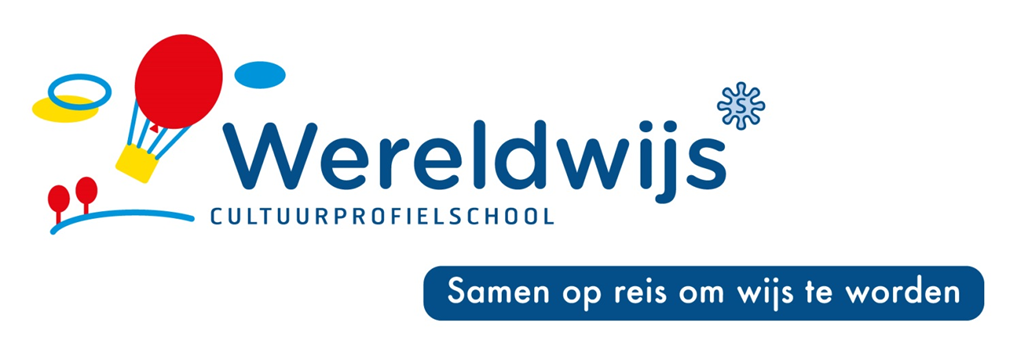 Wereldwijs S
CULTUURPROFIELSCHOOL
Samen op reis om wijs te worden